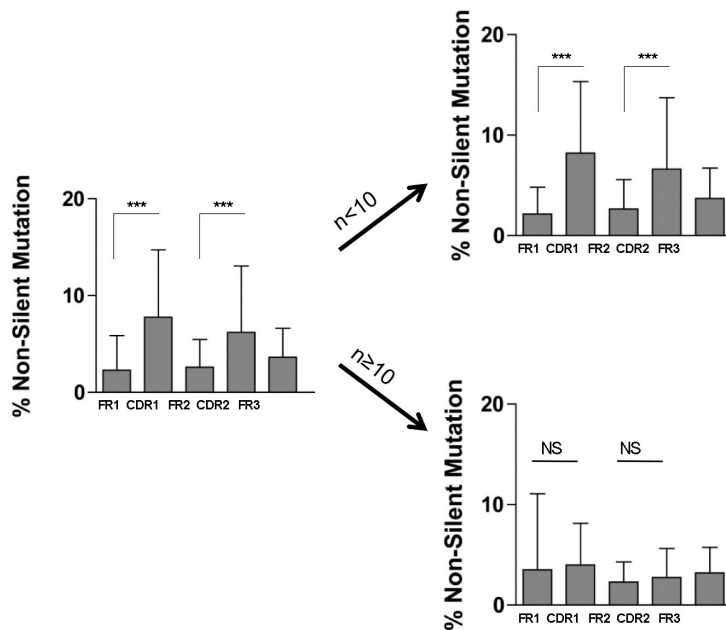 % Non-Silent Mutation
20
10
0
***
***
FR1 CDR1 FR2 CDR2 FR3
n<10
n≥10
% Non-Silent Mutation
20
10
0
***
***
FR1 CDR1 FR2 CDR2 FR3
% Non-Silent Mutation
20
10
0
NS
NS
FR1 CDR1 FR2 CDR2 FR3